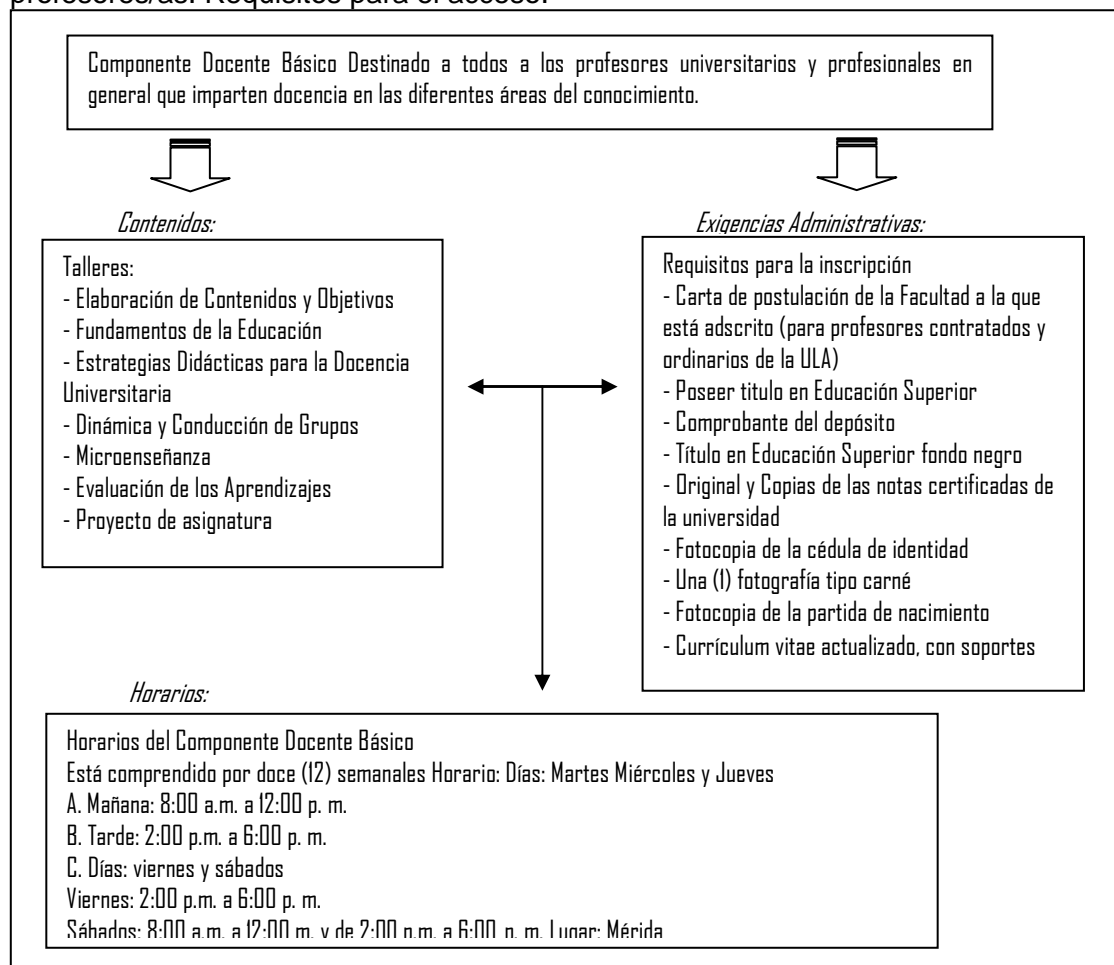 profesores/as. Requisitos para el acceso.
Componente Docente Básico Destinado a todos a los profesores universitarios y profesionales en
general que imparten docencia en las diferentes áreas del conocimiento.
Contenidos:
Talleres:
- Elaboración de Contenidos y Objetivos
- Fundamentos de la Educación
- Estrategias Didácticas para la Docencia
Universitaria
- Dinámica y Conducción de Grupos
- Microenseñanza
- Evaluación de los Aprendizajes
- Proyecto de asignatura
Exigencias Administrativas:
Requisitos para la inscripción
- Carta de postulación de la Facultad a la que
está adscrito (para profesores contratados y
ordinarios de la ULA)
- Poseer titulo en Educación Superior
- Comprobante del depósito
- Título en Educación Superior fondo negro
- Original y Copias de las notas certificadas de
la universidad
- Fotocopia de la cédula de identidad
- Una (1) fotografía tipo carné
- Fotocopia de la partida de nacimiento
- Currículum vitae actualizado, con soportes
Horarios:
Horarios del Componente Docente Básico
Está comprendido por doce (12) semanales Horario: Días: Martes Miércoles y Jueves
A. Mañana: 8:00 a.m. a 12:00 p. m.
B. Tarde: 2:00 p.m. a 6:00 p. m.
C. Días: viernes y sábados
Viernes: 2:00 p.m. a 6:00 p.m.
Sábados: 8:00 a.m. a 12:00 m. y de 2:00 p.m. a 6:00 p. m. Lugar: Mérida